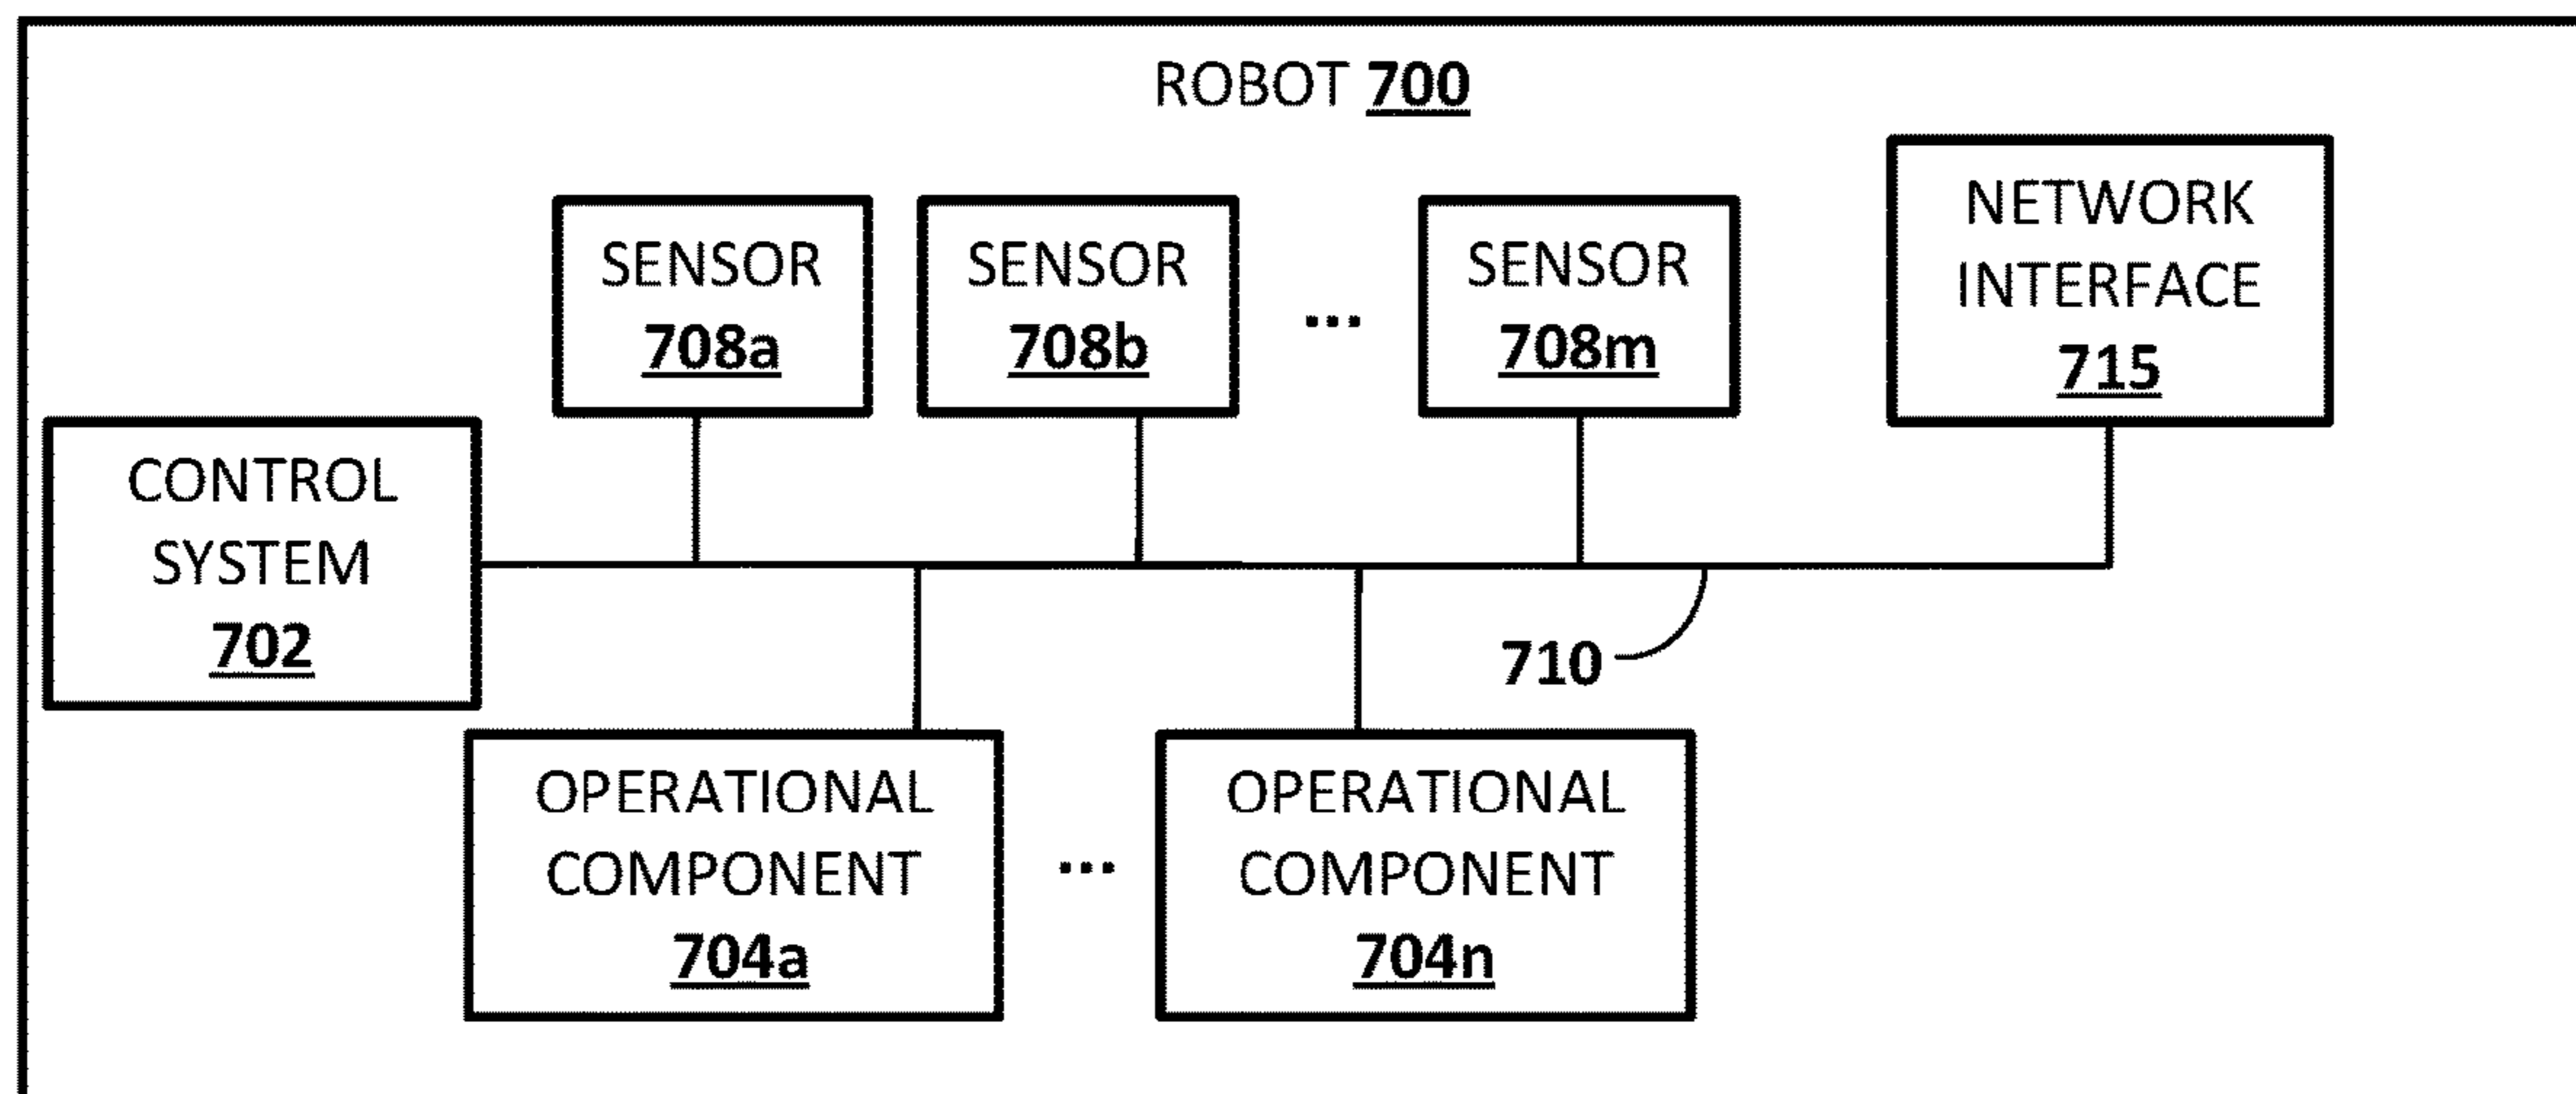 ROBOT 700
SENSOR
708a
SENSOR
708b
...
SENSOR
708m
NETWORK
INTERFACE
715
CONTROL
SYSTEM
702
710
OPERATIONAL
COMPONENT
704a
...
OPERATIONAL
COMPONENT
704n